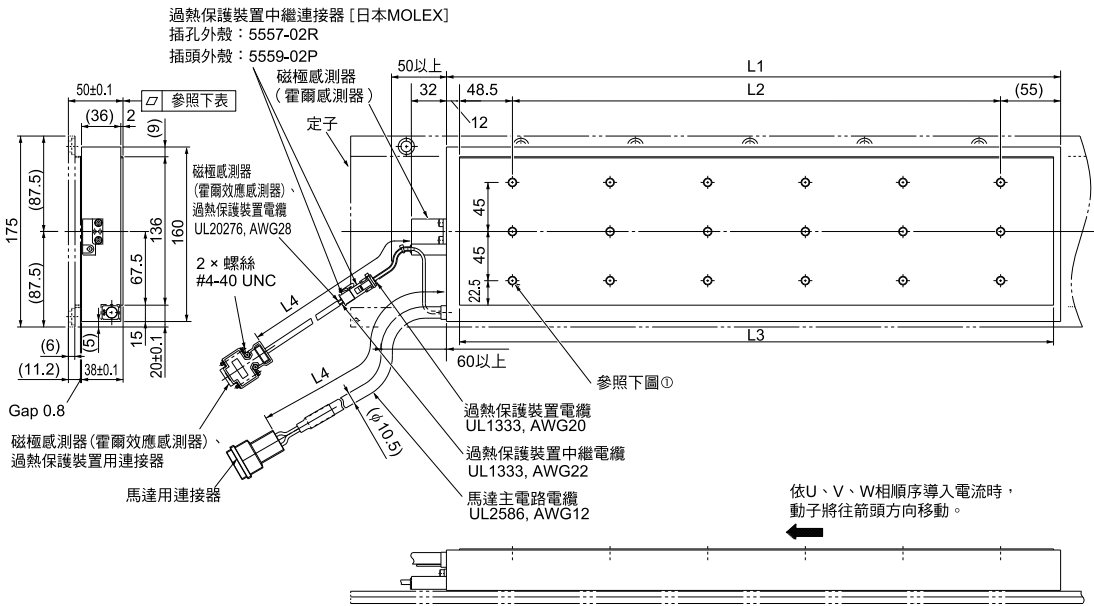 過熱保護裝置中繼連接器 [日本MOLEX]
插孔外殼：5557-02R
插頭外殼：5559-02P
50以上
L1
磁極感測器
（霍爾感測器）
32
48.5
L2
(55)
12
50±0.1
參照下表
(36)
2
(9)
定子
磁極感測器
(霍爾效應感測器)、
過熱保護裝置電纜
UL20276, AWG28
175
(87.5)
(87.5)
136
160
67.5
45
45
22.5
2 × 螺絲
#4-40 UNC
L4
(6)
(5)
15
20±0.1
(11.2)
38±0.1
L3
60以上
Gap 0.8
L4
參照下圖①
(φ10.5)
過熱保護裝置電纜
UL1333, AWG20
磁極感測器(霍爾效應感測器)、
過熱保護裝置用連接器
過熱保護裝置中繼電纜
UL1333, AWG22
馬達用連接器
馬達主電路電纜
UL2586, AWG12
依U、V、W相順序導入電流時，
動子將往箭頭方向移動。